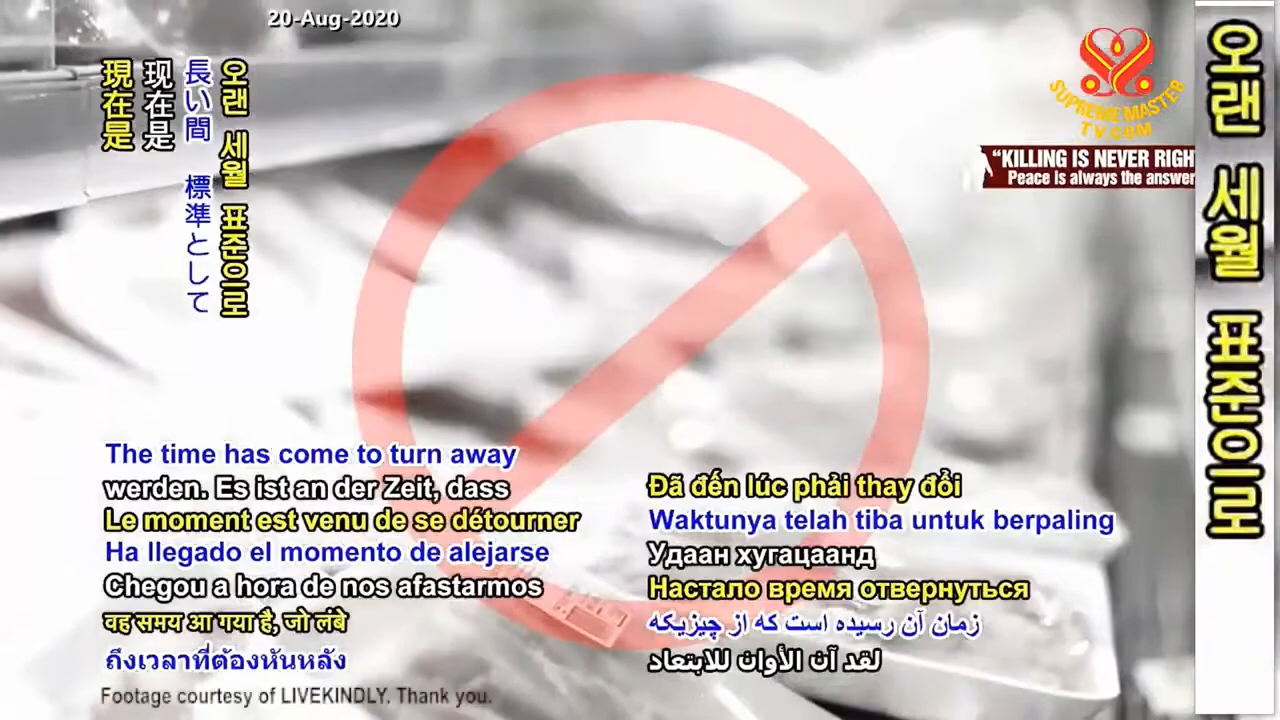 20-Aug-2020
오랜 세월 표준으로
長い間 標準として
现在是
現在是
SUPREME MASTER
TV.COM
"KILLING IS NEVER RIGH
Peace is always the answer
오랜 세월 표준으로
The time has come to turn away
werden. Es ist an der Zeit, dass
Le moment est venu de se détourner
Ha llegado el momento de alejarse
Chegou a hora de nos afastarmos
वह समय आ गया है, जो लंबे
ถึงเวลาที่ต้องหันหลัง
Đã đến lúc phải thay đổi
Waktunya telah tiba untuk berpaling
Удаан хугацаанд
Настало время отвернуться
زمان آن رسیده است که از چیزیکه
لقد آن الأوان للابتعاد
Footage courtesy of LIVEKINDLY. Thank you.